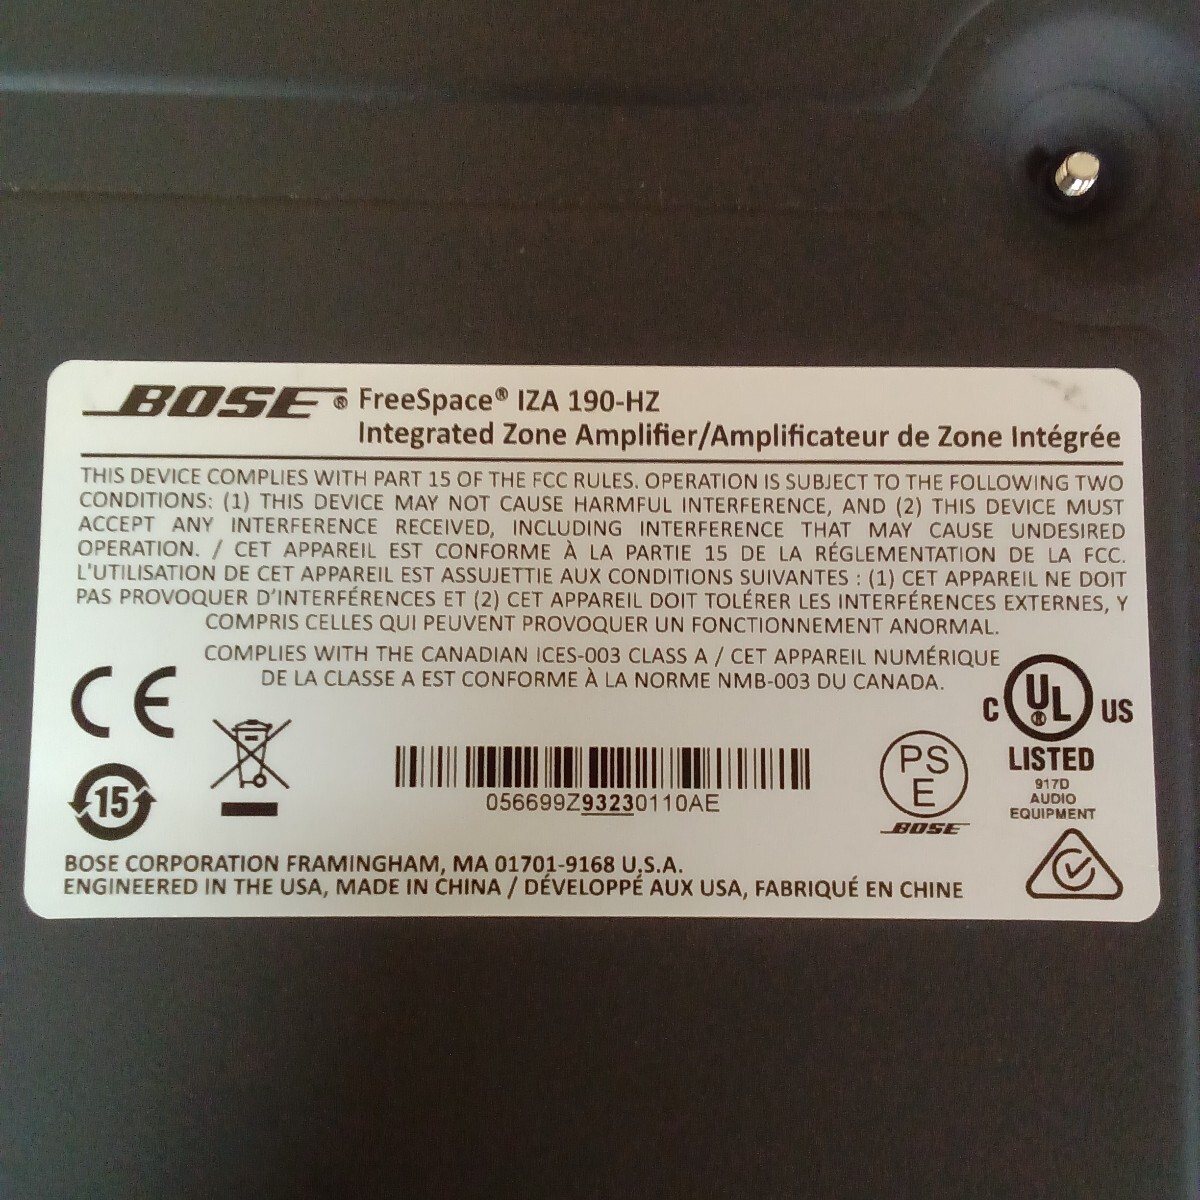 BOSE® FreeSpace® IZA 190-HZ
Integrated Zone Amplifier/Amplificateur de Zone Intégrée
THIS DEVICE COMPLIES WITH PART 15 OF THE FCC RULES. OPERATION IS SUBJECT TO THE FOLLOWING TWO
CONDITIONS: (1) THIS DEVICE MAY NOT CAUSE HARMFUL INTERFERENCE, AND (2) THIS DEVICE MUST
ACCEPT ANY INTERFERENCE RECEIVED, INCLUDING INTERFERENCE THAT MAY CAUSE UNDESIRED
OPERATION. / CET APPAREIL EST CONFORME À LA PARTIE 15 DE LA RÉGLEMENTATION DE LA FCC.
L'UTILISATION DE CET APPAREIL EST ASSUJETTIE AUX CONDITIONS SUIVANTES : (1) CET APPAREIL NE DOIT
PAS PROVOQUER D'INTERFÉRENCES ET (2) CET APPAREIL DOIT TOLÉRER LES INTERFÉRENCES EXTERNES, Y
COMPRIS CELLES QUI PEUVENT PROVOQUER UN FONCTIONNEMENT ANORMAL.
COMPLIES WITH THE CANADIAN ICES-003 CLASS A / CET APPAREIL NUMÉRIQUE
DE LA CLASSE A EST CONFORME À LA NORME NMB-003 DU CANADA.
CE
15
056699Z93230110AE
PS
E
BOSE
C UL® US
LISTED
917D
AUDIO
EQUIPMENT
BOSE CORPORATION FRAMINGHAM, MA 01701-9168 U.S.A.
ENGINEERED IN THE USA, MADE IN CHINA / DÉVELOPPÉ AUX USA, FABRIQUÉ EN CHINE